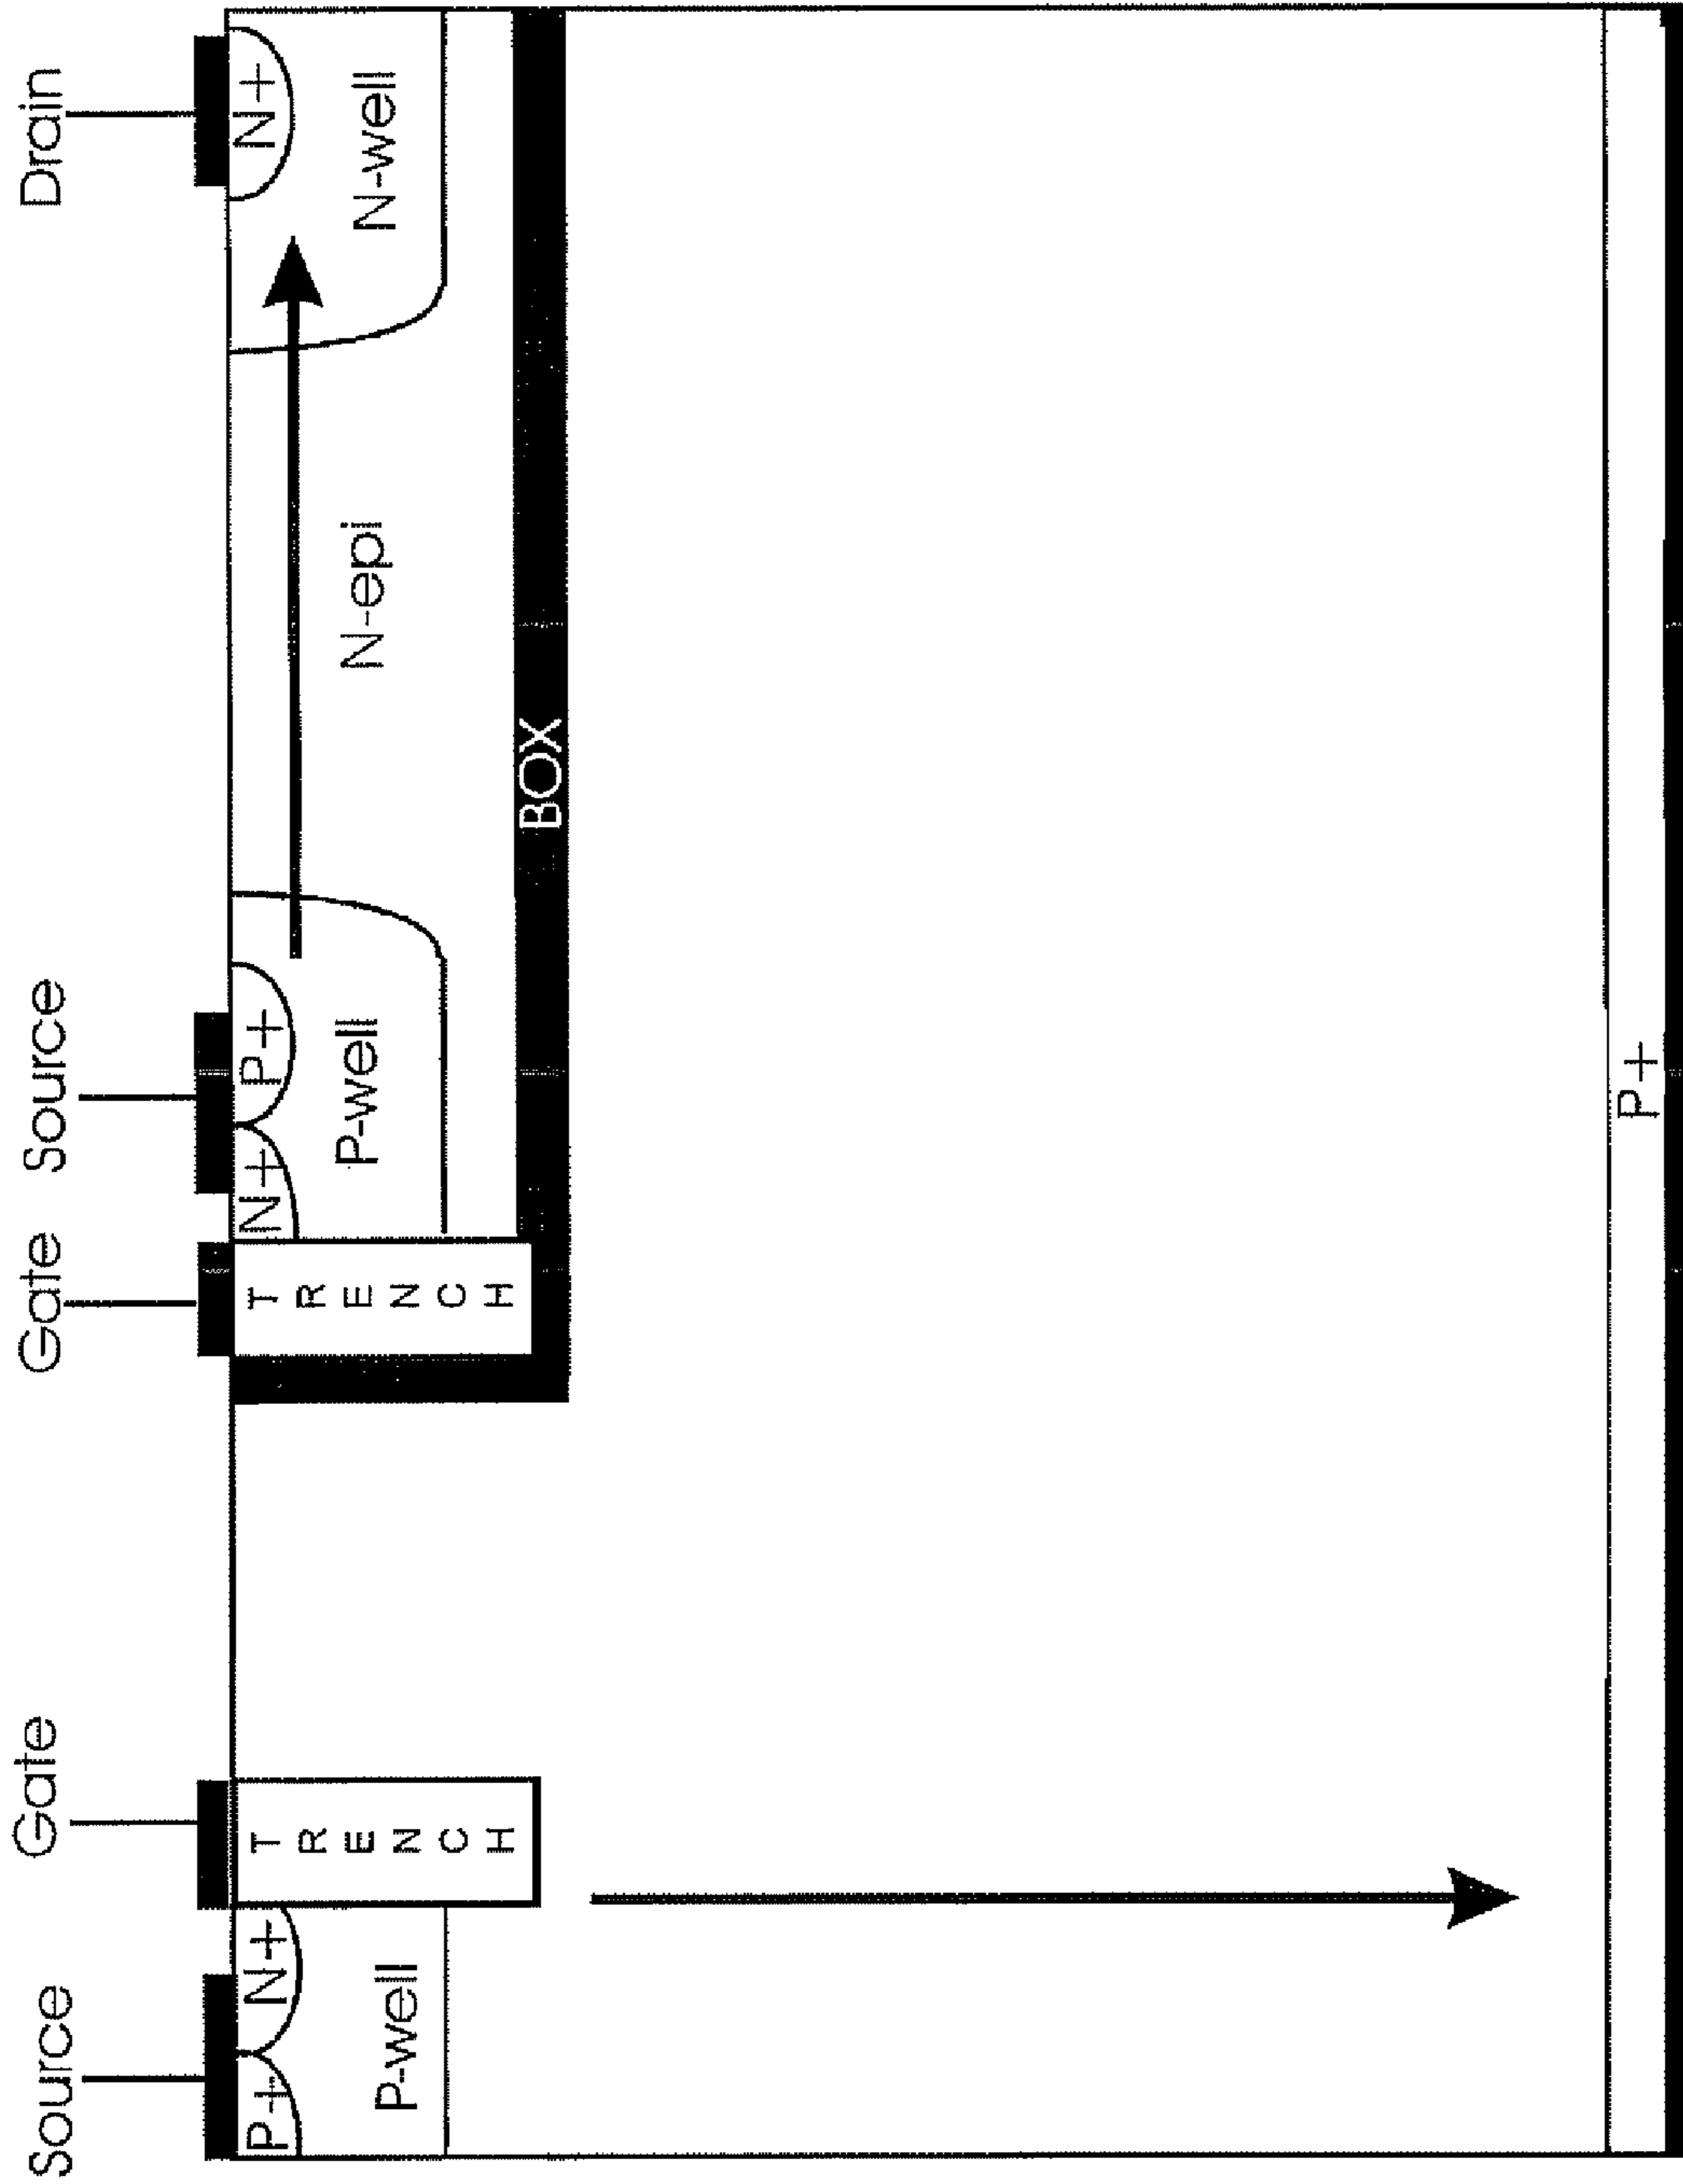 Source
Gate
Gate
Source
Drain
P+
N+
TRENCH
TRENCH
N+
P+
N+
P-well
P-well
N-epi
N-well
BOX
P+